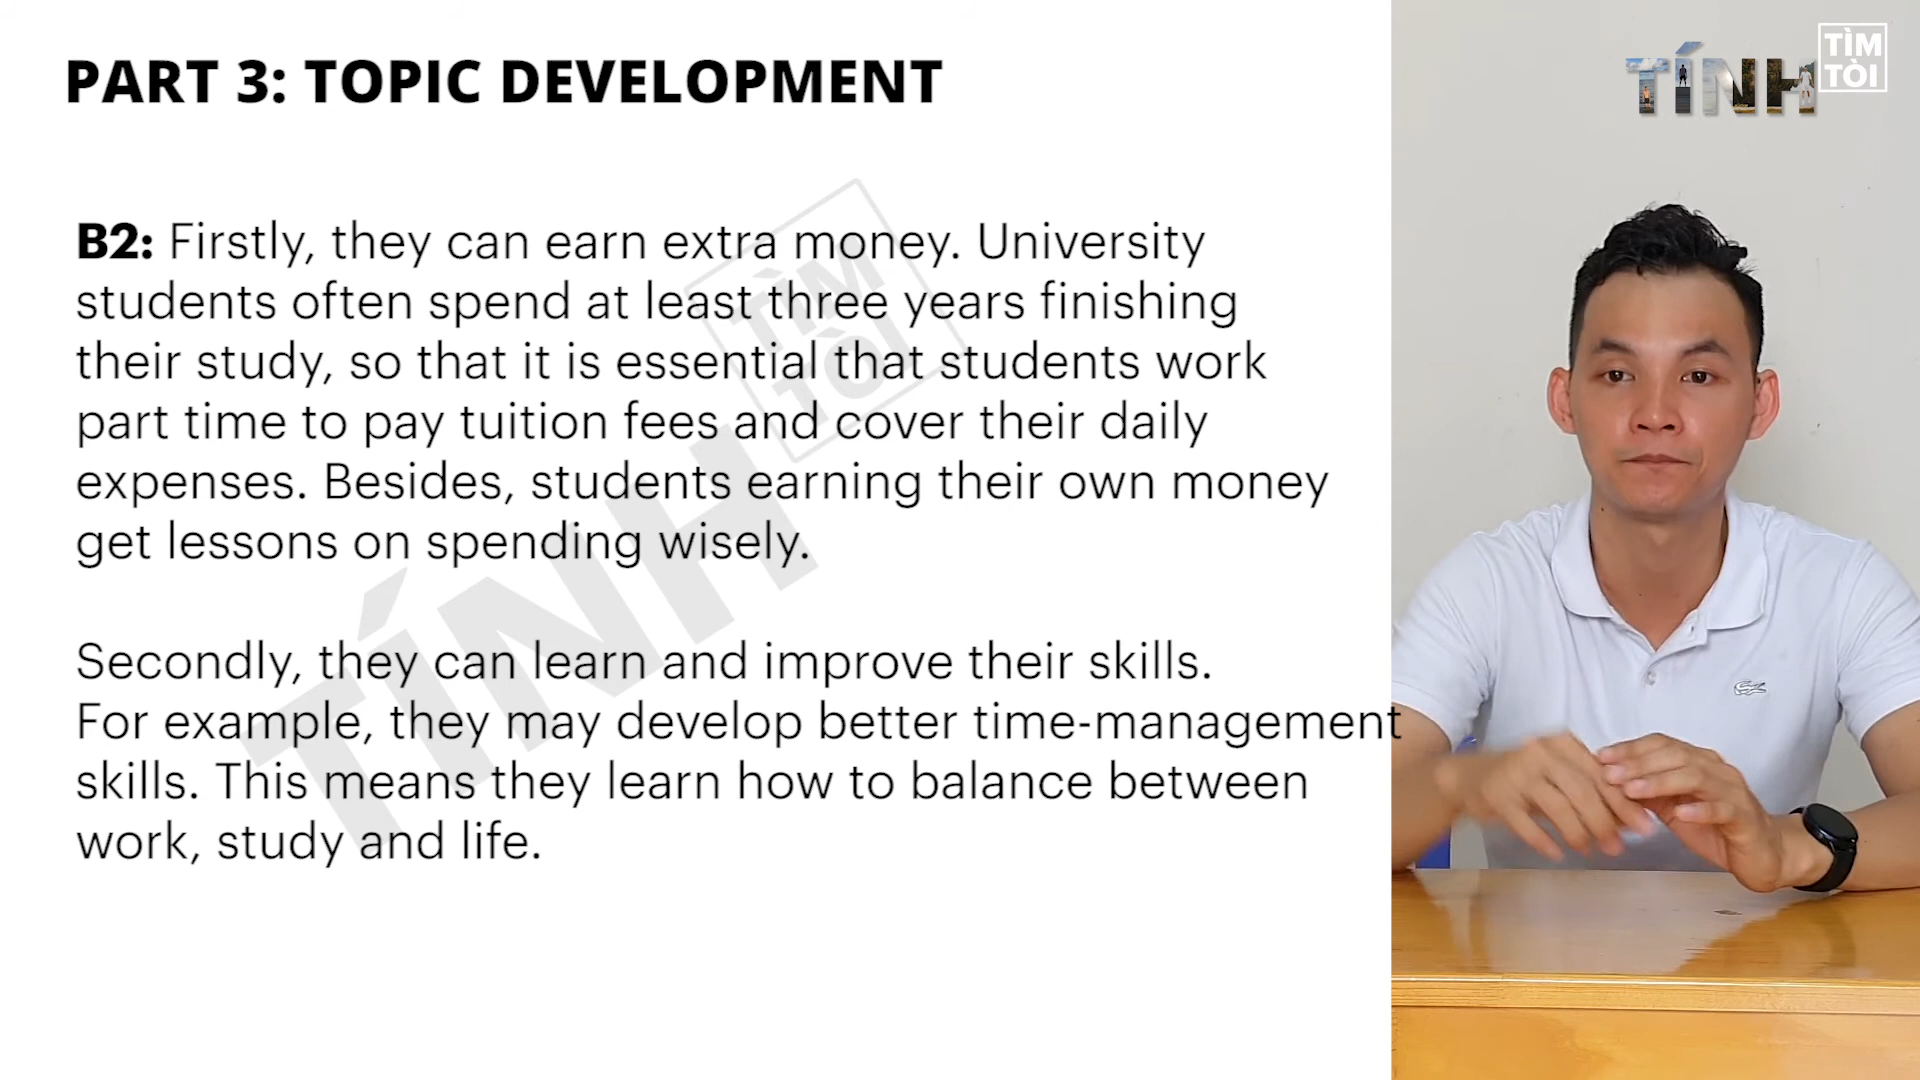 PART 3: TOPIC DEVELOPMENT
TÍNH
TÌM
TÒI
B2: Firstly, they can earn extra money. University
students often spend at least three years finishing
their study, so that it is essential that students work
part time to pay tuition fees and cover their daily
expenses. Besides, students earning their own money
get lessons on spending wisely.
Secondly, they can learn and improve their skills.
For example, they may develop better time-management
skills. This means they learn how to balance between
work, study and life.
TÍNH
TÌM
TÒI